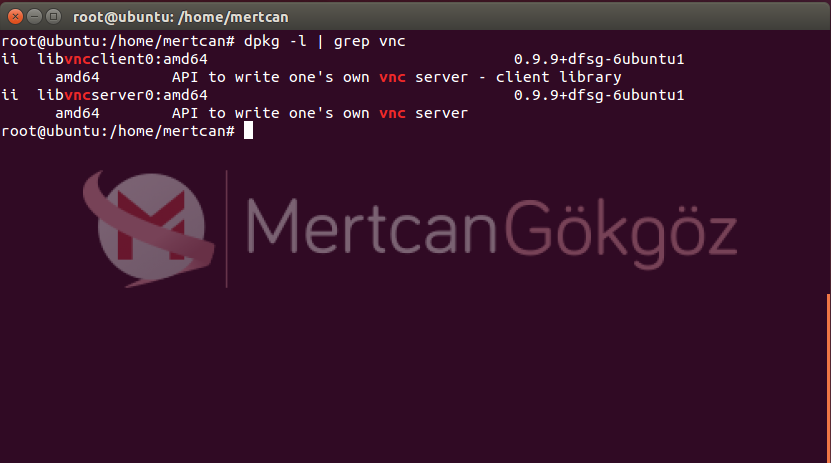 root@ubuntu: /home/mertcan
root@ubuntu:/home/mertcan# dpkg -l | grep vnc
ii  libvncclient0:amd64                                  0.9.9+dfsg-6ubuntu1
      amd64        API to write one's own vnc server - client library
ii  libvncserver0:amd64                                  0.9.9+dfsg-6ubuntu1
      amd64        API to write one's own vnc server
root@ubuntu:/home/mertcan#
MertcanGökgöz